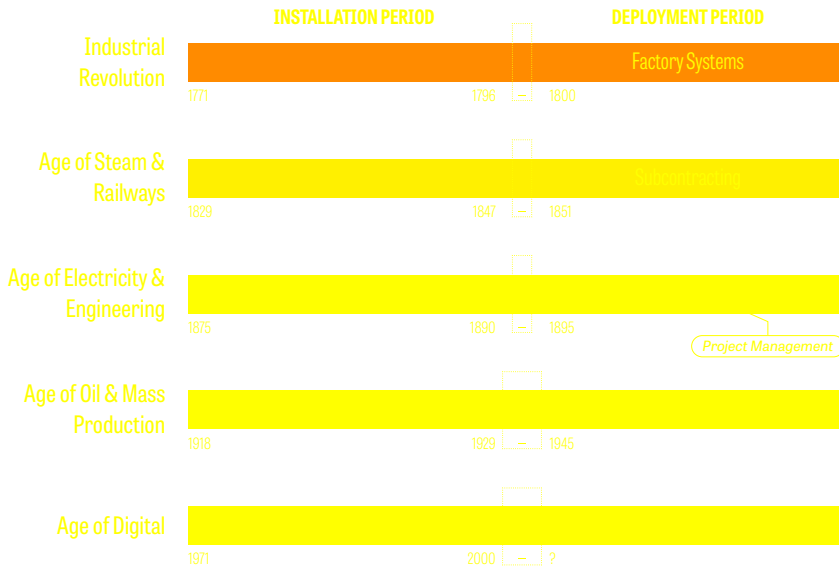 INSTALLATION PERIOD DEPLOYMENT PERIOD
Industrial
Revolution
Factory Systems
1771 1796 – 1800
Age of Steam &
Railways
Subcontracting
1829 1847 – 1851
Age of Electricity &
Engineering
1875 1890 – 1895
Project Management
Age of Oil & Mass
Production
1918 1929 – 1945
Age of Digital
1971 2000 – ?